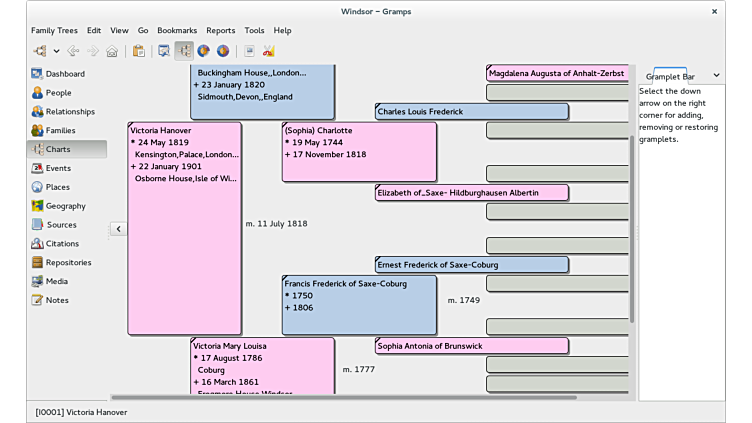 Windsor – Gramps
Family Trees Edit View Go Bookmarks Reports Tools Help
Dashboard
People
Relationships
Families
Charts
Events
Places
Geography
Sources
Citations
Repositories
Media
Notes
Buckingham House,,London...
+ 23 January 1820
Sidmouth,Devon,,England
Magdalena Augusta of Anhalt-Zerbst
Charles Louis Frederick
Victoria Hanover
* 24 May 1819
Kensington,Palace,London...
+ 22 January 1901
Osborne House,Isle of Wi...
(Sophia) Charlotte
* 19 May 1744
+ 17 November 1818
Elizabeth of_Saxe- Hildburghausen Albertin
m. 11 July 1818
Ernest Frederick of Saxe-Coburg
Francis Frederick of Saxe-Coburg
* 1750
+ 1806
m. 1749
Victoria Mary Louisa
* 17 August 1786
Coburg
+ 16 March 1861
Frogmore House,Windsor,...
m. 1777
Sophia Antonia of Brunswick
Gramplet Bar
Select the down
arrow on the right
corner for adding,
removing or restoring
gramplets.
[I0001] Victoria Hanover